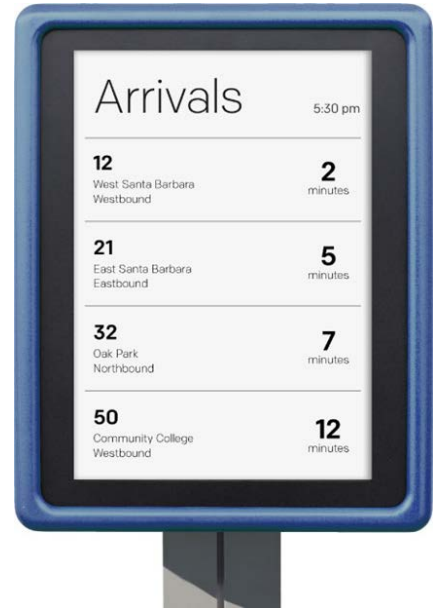 Arrivals
5:30 pm
12
West Santa Barbara
Westbound
2
minutes
21
East Santa Barbara
Eastbound
5
minutes
32
Oak Park
Northbound
7
minutes
50
Community College
Westbound
12
minutes